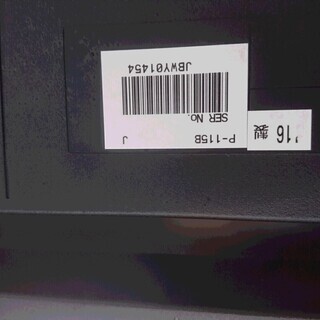 P-115B J
SER No.
JBWY01454
'16 製